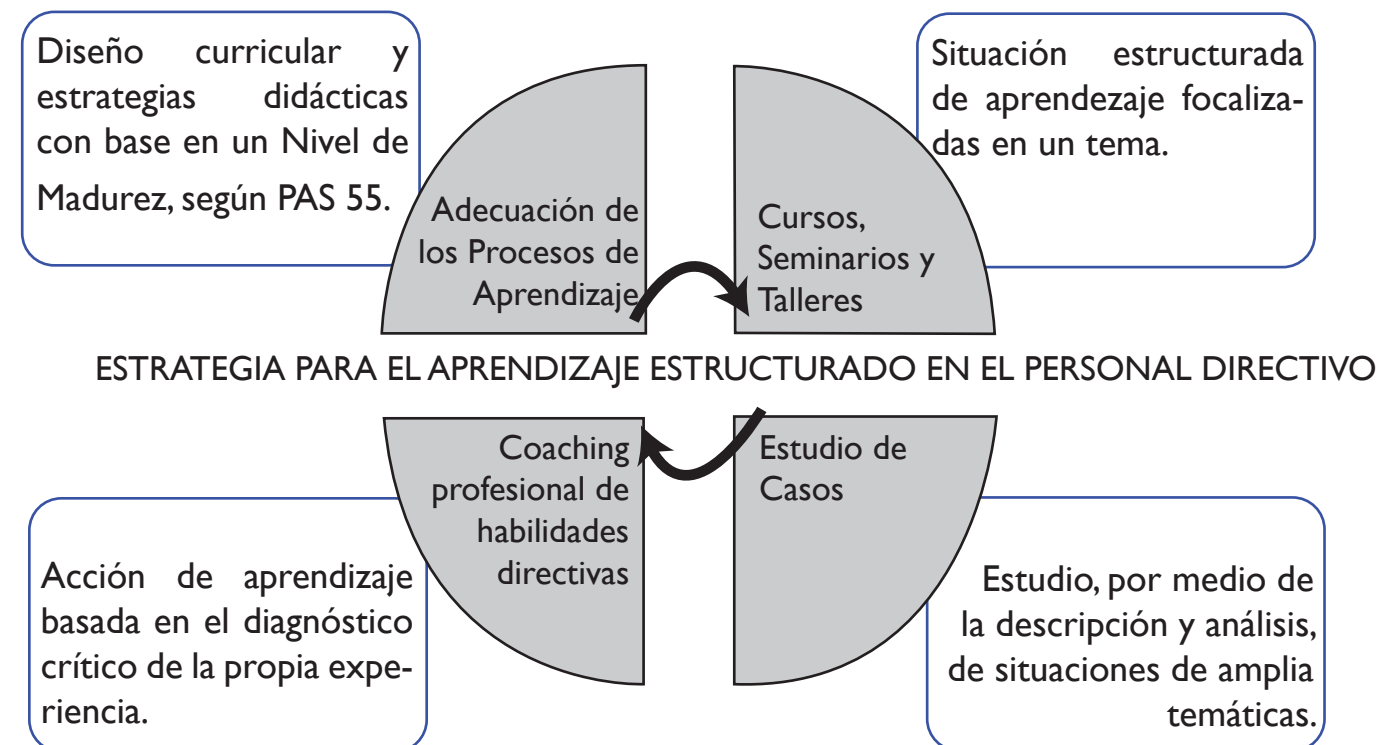 Diseño curricular y
estrategias didácticas
con base en un Nivel de
Madurez, según PAS 55.
Adecuación de
los Procesos de
Aprendizaje
Cursos,
Seminarios y
Talleres
Situación estructurada
de aprendezaje focaliza-
das en un tema.
ESTRATEGIA PARA EL APRENDIZAJE ESTRUCTURADO EN EL PERSONAL DIRECTIVO
Coaching
profesional de
habilidades
directivas
Acción de aprendizaje
basada en el diagnóstico
crítico de la propia expe-
riencia.
Estudio de
Casos
Estudio, por medio de
la descripción y análisis,
de situaciones de amplia
temáticas.